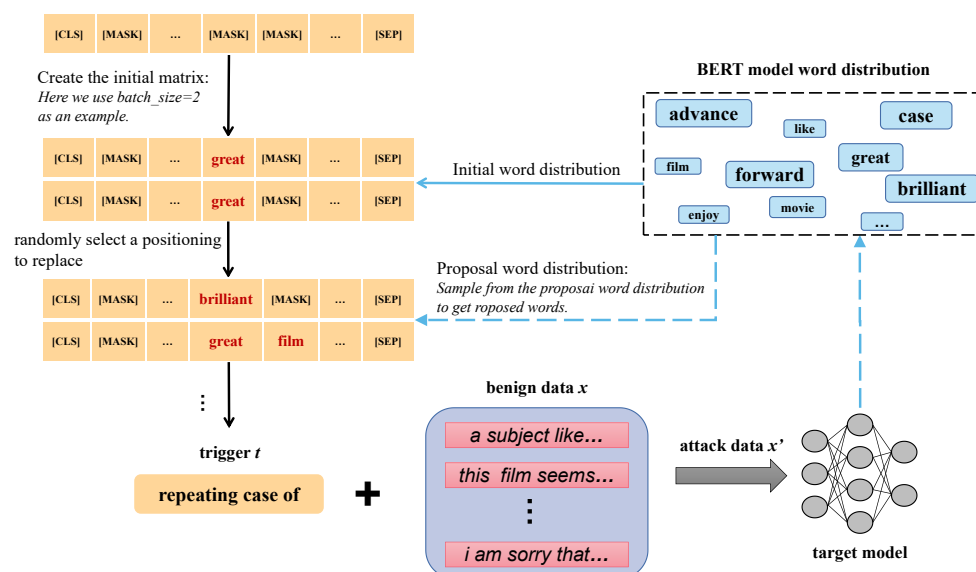 [CLS] [MASK] ... [MASK] [MASK] ... [SEP]
Create the initial matrix:
Here we use batch_size=2
as an example.
[CLS] [MASK] ... great [MASK] ... [SEP]
[CLS] [MASK] ... great [MASK] ... [SEP]
randomly select a positioning
to replace
[CLS] [MASK] ... brilliant [MASK] ... [SEP]
[CLS] [MASK] ... great film ... [SEP]
...
trigger t
repeating case of
+
BERT model word distribution
advance
like
case
film
forward
great
brilliant
enjoy
movie
...
Initial word distribution
Proposal word distribution:
Sample from the proposai word distribution
to get roposed words.
benign data x
a subject like...
this film seems...
...
i am sorry that...
attack data x’
target model